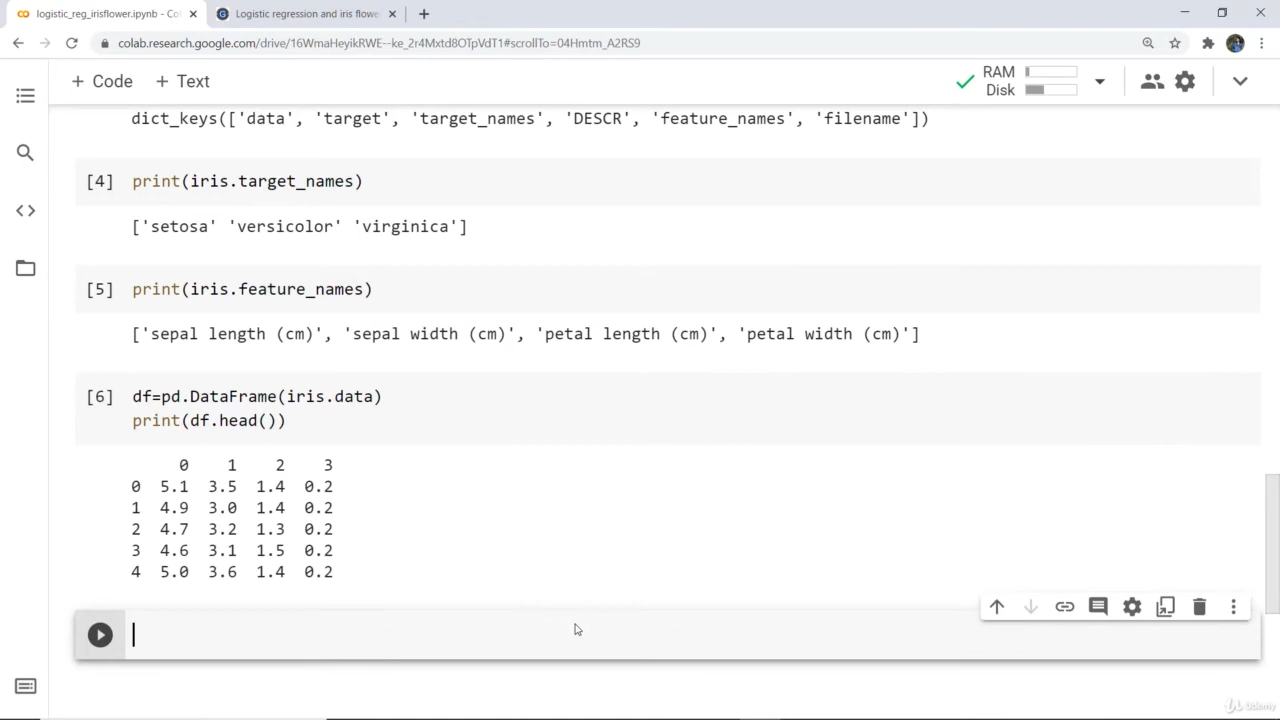 logistic_reg_irisflower.ipynb - Col
Logistic regression and iris flowe
colab.research.google.com/drive/16WmaHeyikRWE--ke_2r4Mxtd8OTpVdT1#scrollTo=04Hmtm_A2RS9
+ Code + Text
RAM
Disk
dict_keys(['data', 'target', 'target_names', 'DESCR', 'feature_names', 'filename'])
[4] print(iris.target_names)
['setosa' 'versicolor' 'virginica']
[5] print(iris.feature_names)
['sepal length (cm)', 'sepal width (cm)', 'petal length (cm)', 'petal width (cm)']
[6] df=pd.DataFrame(iris.data)
print(df.head())
0 1 2 3
0 5.1 3.5 1.4 0.2
1 4.9 3.0 1.4 0.2
2 4.7 3.2 1.3 0.2
3 4.6 3.1 1.5 0.2
4 5.0 3.6 1.4 0.2
Udemy